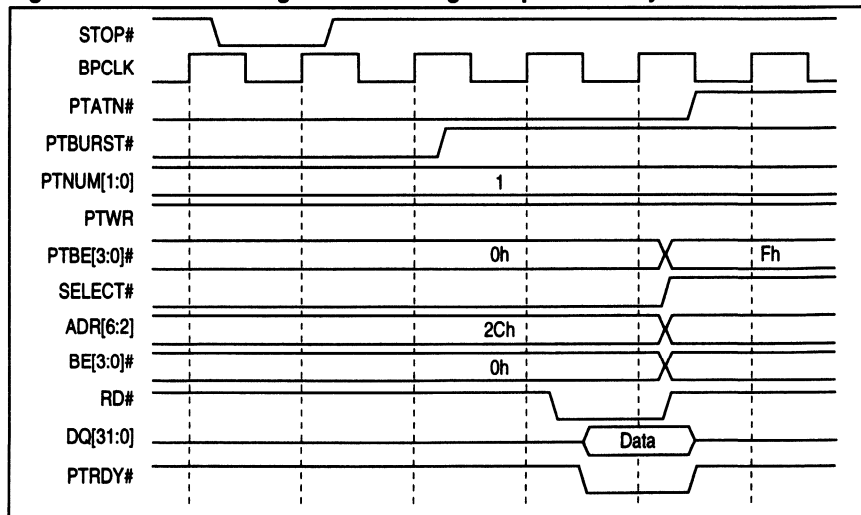 STOP#
BPCLK
PTATN#
PTBURST#
PTNUM[1:0] 1
PTWR
PTBE[3:0]# 0h Fh
SELECT#
ADR[6:2] 2Ch
BE[3:0]# 0h
RD#
DQ[31:0] Data
PTRDY#